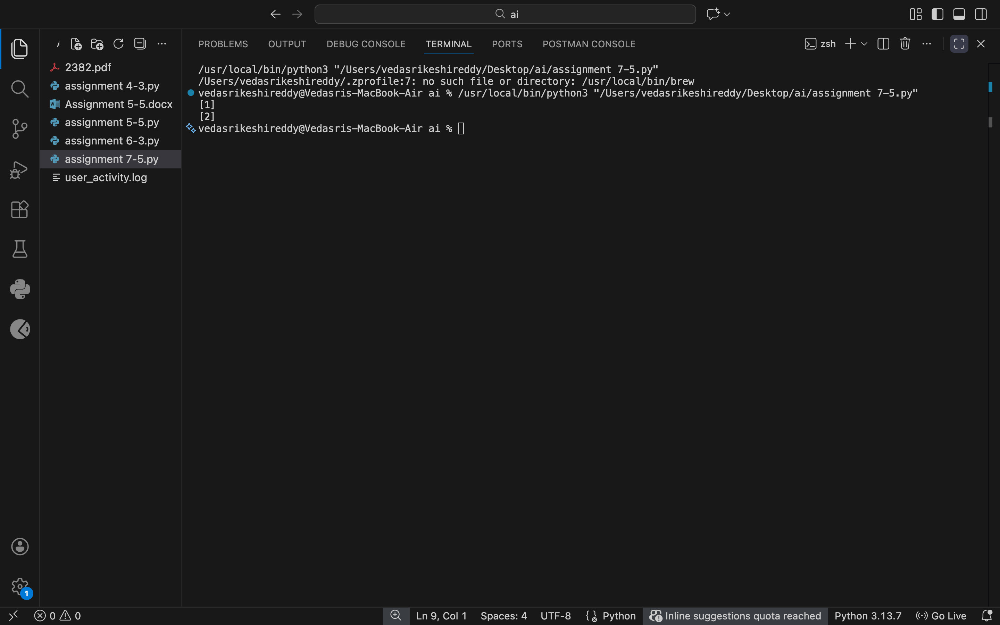 ai
2382.pdf
assignment 4-3.py
Assignment 5-5.docx
assignment 5-5.py
assignment 6-3.py
assignment 7-5.py
user_activity.log
PROBLEMS OUTPUT DEBUG CONSOLE TERMINAL PORTS POSTMAN CONSOLE zsh
/usr/local/bin/python3 "/Users/vedasrikeshireddy/Desktop/ai/assignment 7-5.py"
/Users/vedasrikeshireddy/.zprofile:7: no such file or directory: /usr/local/bin/brew
vedasrikeshireddy@Vedasris-MacBook-Air ai % /usr/local/bin/python3 "/Users/vedasrikeshireddy/Desktop/ai/assignment 7-5.py"
[1]
[2]
vedasrikeshireddy@Vedasris-MacBook-Air ai %
1
0 0 Ln 9, Col 1 Spaces: 4 UTF-8 Python Inline suggestions quota reached Python 3.13.7 Go Live